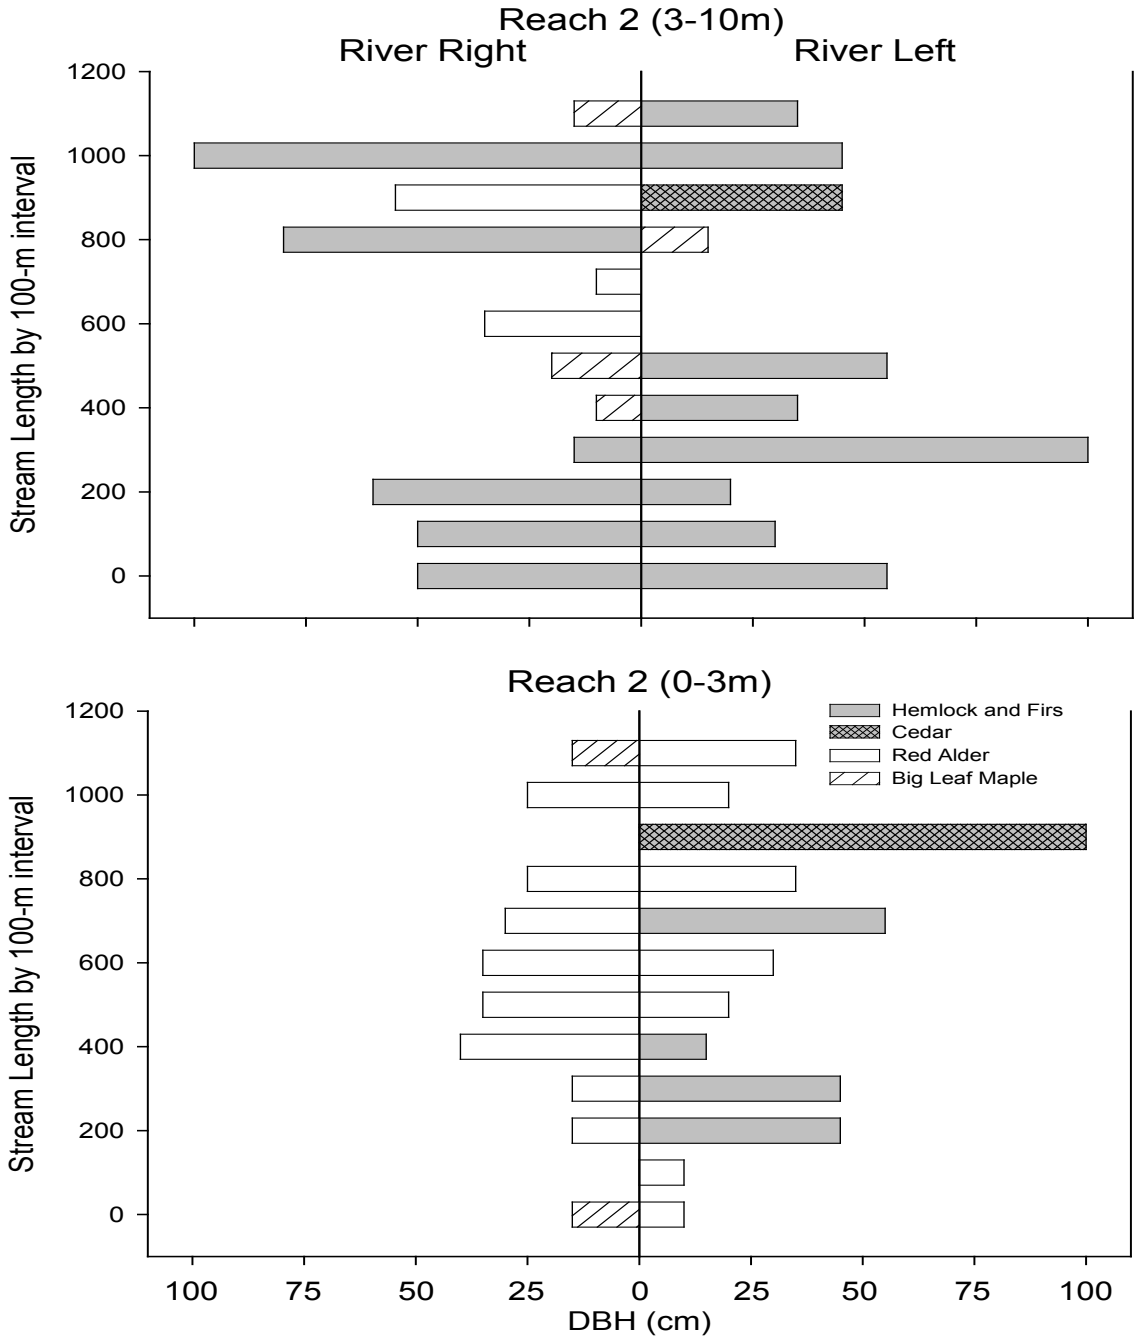 Reach 2 (3-10m)
River Right River Left
1200
1000
800
600
400
200
0
Stream Length by 100-m interval
Reach 2 (0-3m)
Hemlock and Firs
Cedar
Red Alder
Big Leaf Maple
1200
1000
800
600
400
200
0
Stream Length by 100-m interval
100 75 50 25 0 25 50 75 100
DBH (cm)